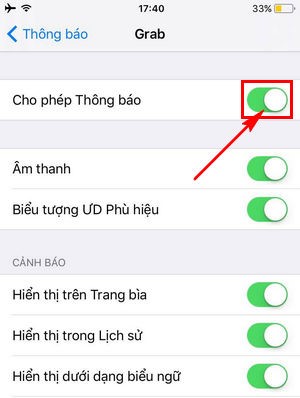 17:40
33%
Thông báo
Grab
Cho phép Thông báo
Âm thanh
Biểu tượng ƯD Phù hiệu
CẢNH BÁO
Hiển thị trên Trang bìa
Hiển thị trong Lịch sử
Hiển thị dưới dạng biểu ngữ